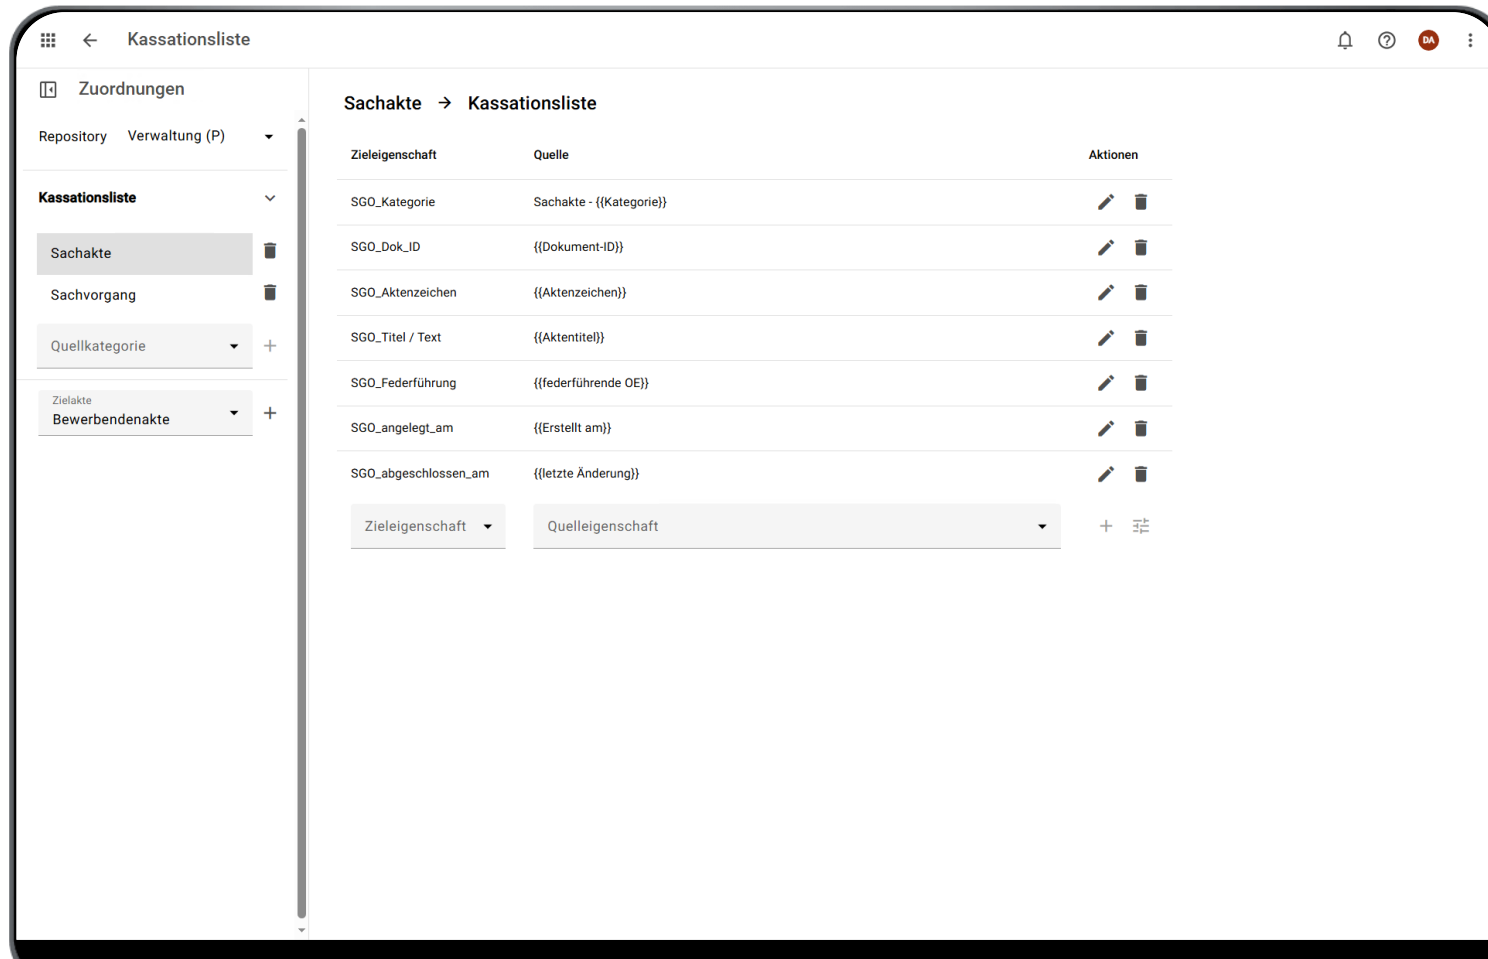 Kassationsliste
DA
Zuordnungen
Repository Verwaltung (P)
Kassationsliste
Sachakte
Sachvorgang
Quellkategorie
Zielakte
Bewerbendenakte
Sachakte → Kassationsliste
Zieleigenschaft Quelle Aktionen
SGO_Kategorie Sachakte - {{Kategorie}}
SGO_Dok_ID {{Dokument-ID}}
SGO_Aktenzeichen {{Aktenzeichen}}
SGO_Titel / Text {{Aktentitel}}
SGO_Federführung {{federführende OE}}
SGO_angelegt_am {{Erstellt am}}
SGO_abgeschlossen_am {{letzte Änderung}}
Zieleigenschaft Quelleigenschaft